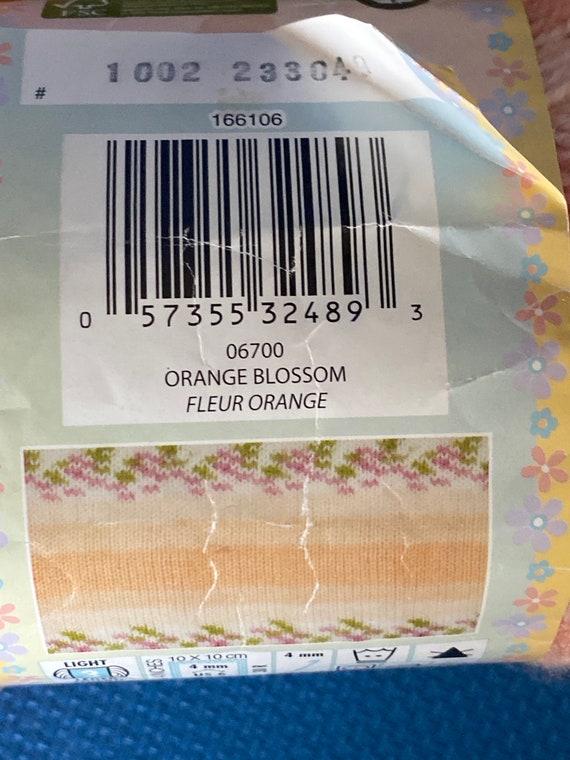 # 1002 23304
166106
0 57355 32489 3
06700
ORANGE BLOSSOM
FLEUR ORANGE
LIGHT
10 X 10 cm
4 mm
4 mm